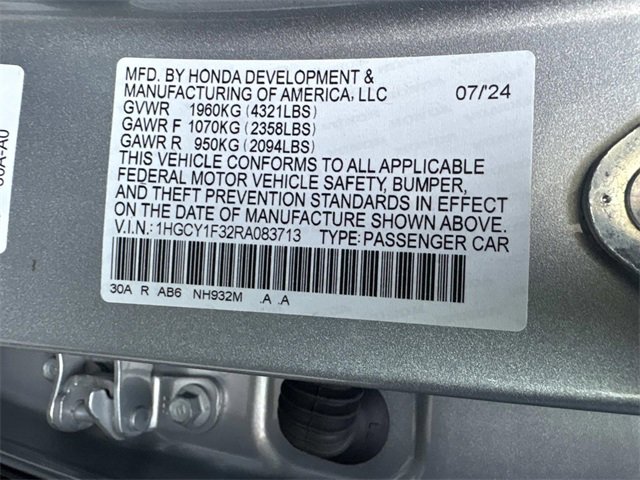 MFD. BY HONDA DEVELOPMENT &
MANUFACTURING OF AMERICA, LLC 07/'24
GVWR 1960KG (4321LBS)
GAWR F 1070KG (2358LBS)
GAWR R 950KG (2094LBS)
THIS VEHICLE CONFORMS TO ALL APPLICABLE
FEDERAL MOTOR VEHICLE SAFETY, BUMPER,
AND THEFT PREVENTION STANDARDS IN EFFECT
ON THE DATE OF MANUFACTURE SHOWN ABOVE.
V.I.N.: 1HGCY1F32RA083713 TYPE: PASSENGER CAR
30A R AB6 NH932M .A .A